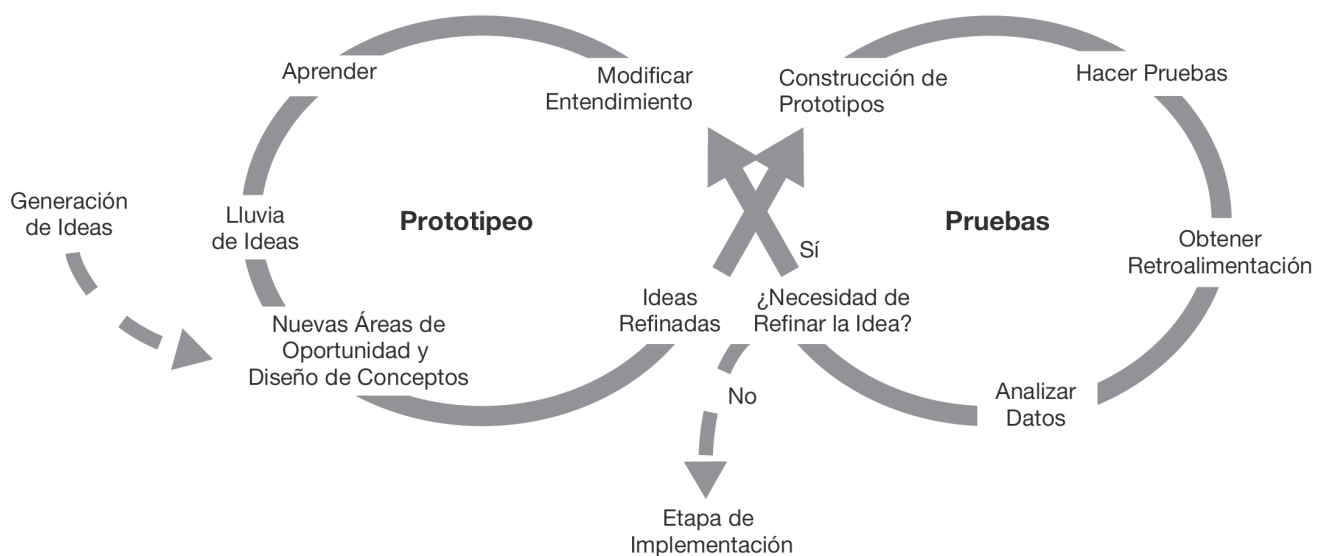 Aprender
Modificar
Entendimiento
Construcción de
Prototipos
Hacer Pruebas
Generación
de Ideas
Lluvia
de Ideas
Prototipeo
Pruebas
Sí
Obtener
Retroalimentación
Ideas
Refinadas
¿Necesidad de
Refinar la Idea?
Nuevas Áreas de
Oportunidad y
Diseño de Conceptos
No
Analizar
Datos
Etapa de
Implementación